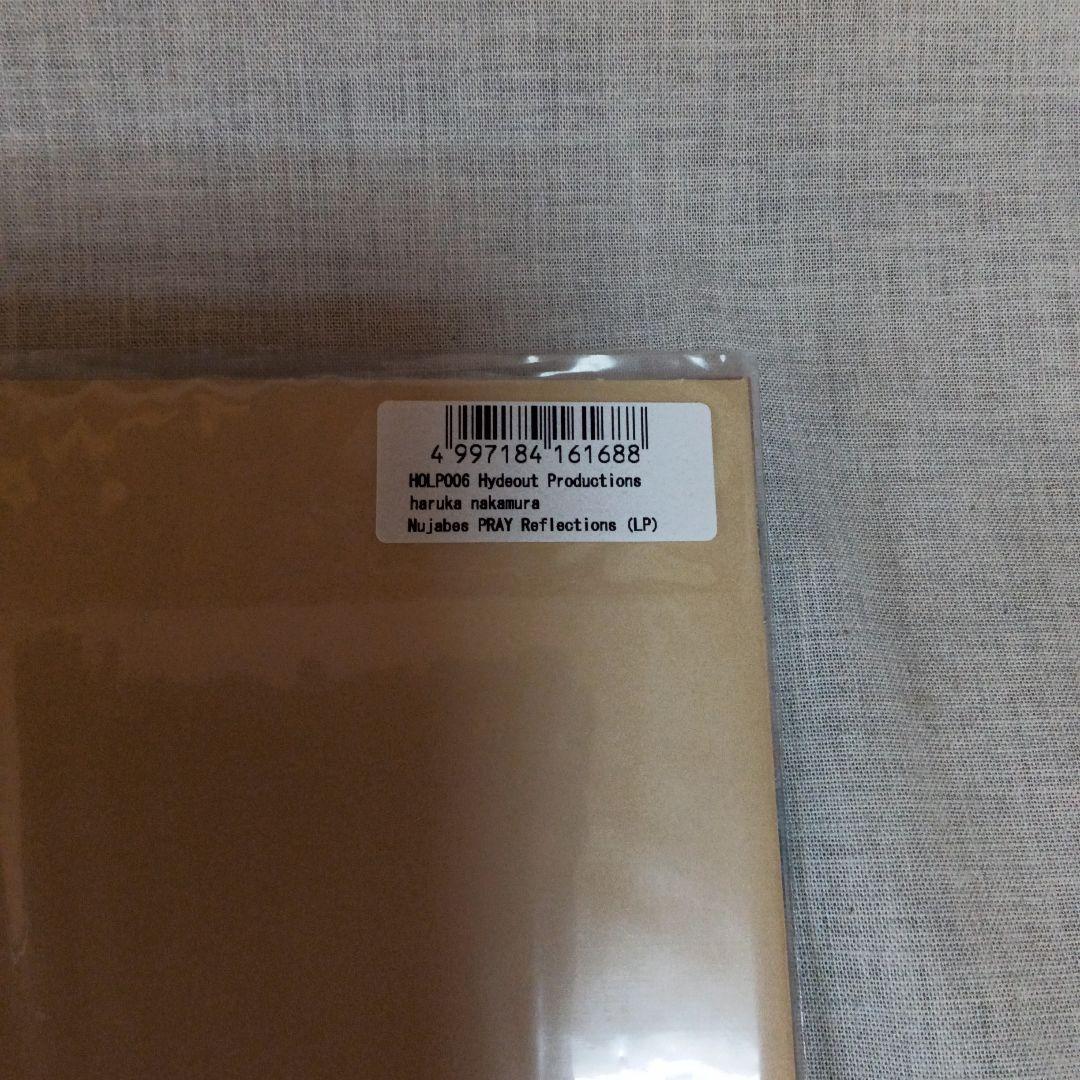 4 997184 161688
HOLP006 Hydeout Productions
haruka nakamura
Nujabes PRAY Reflections (LP)